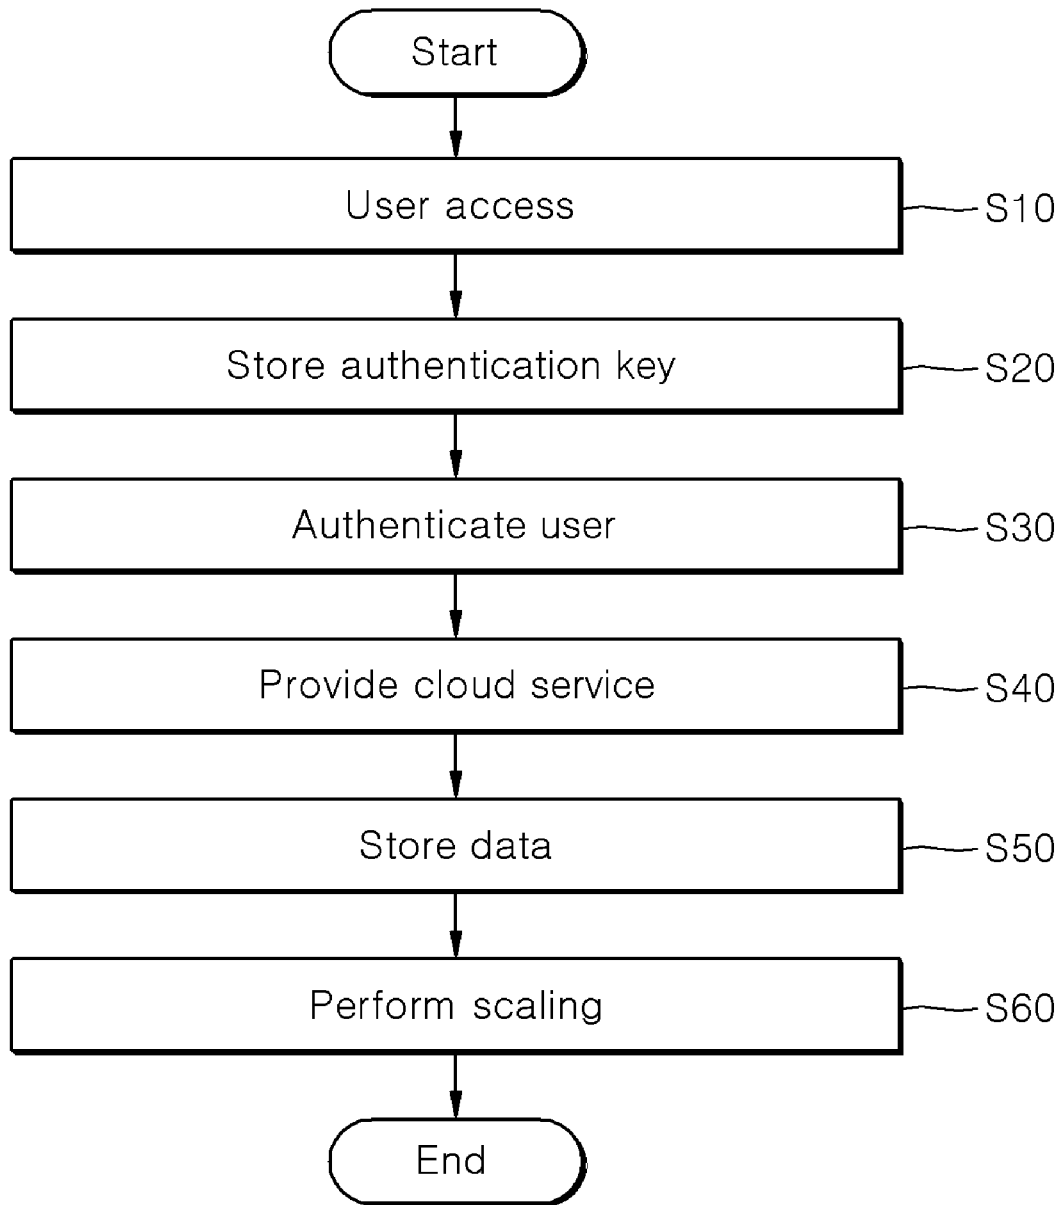 Start
User access
S10
Store authentication key
S20
Authenticate user
S30
Provide cloud service
S40
Store data
S50
Perform scaling
S60
End